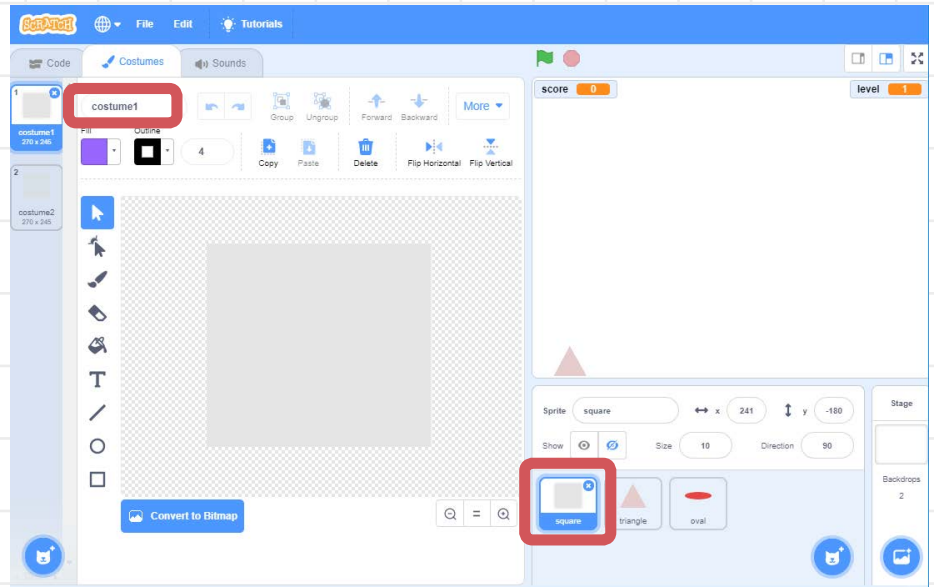 SCRATCH File Edit Tutorials
Code Costumes Sounds
1
costume1
270 x 245
2
costume2
270 x 245
costume1
Group Ungroup Forward Backward More
Fill Outline
4
Copy Paste Delete Flip Horizontal Flip Vertical
T
Convert to Bitmap
score 0
level 1
Sprite square x 241 y -180
Show Size 10 Direction 90
square triangle oval
Stage
Backdrops
2